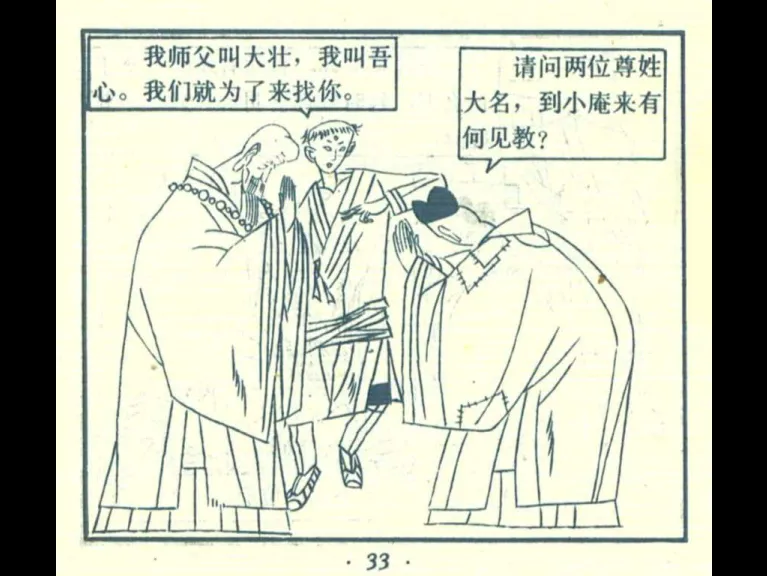 我师父叫大壮，我叫吾
心。我们就为了来找你。
请问两位尊姓
大名，到小庵来有
何见教？
· 33 ·